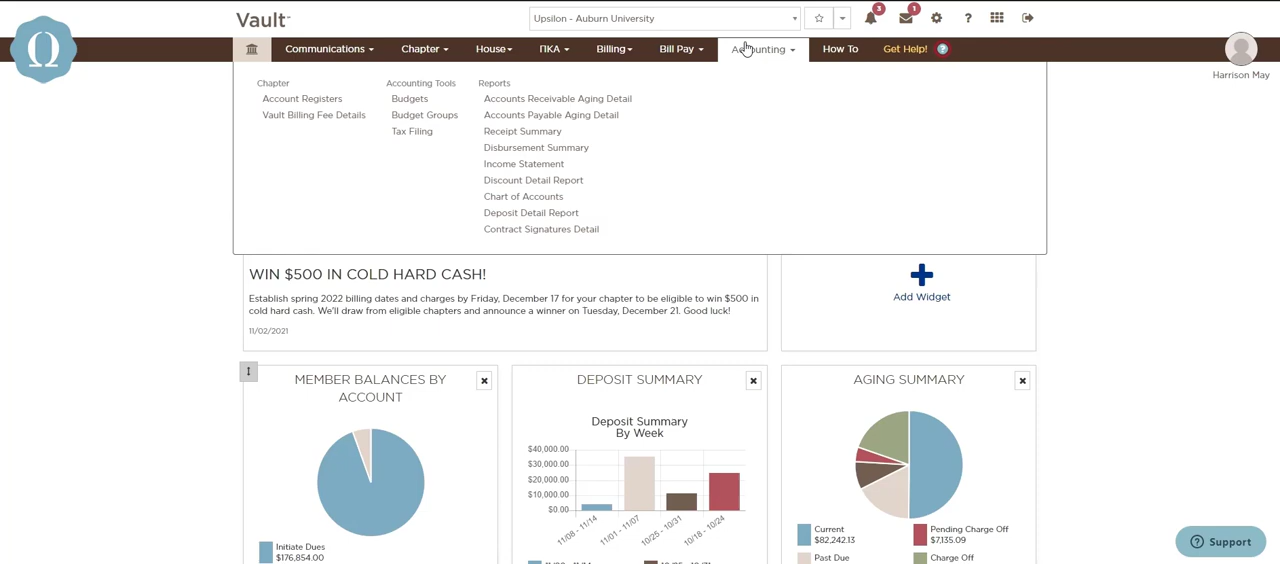 Vault
Upsilon - Auburn University
3
1
?
Ω
Communications
Chapter
House
ΠΚΑ
Billing
Bill Pay
Accounting
How To
Get Help!
?
Harrison May
Chapter
Account Registers
Vault Billing Fee Details
Accounting Tools
Budgets
Budget Groups
Tax Filing
Reports
Accounts Receivable Aging Detail
Accounts Payable Aging Detail
Receipt Summary
Disbursement Summary
Income Statement
Discount Detail Report
Chart of Accounts
Deposit Detail Report
Contract Signatures Detail
WIN $500 IN COLD HARD CASH!
Establish spring 2022 billing dates and charges by Friday, December 17 for your chapter to be eligible to win $500 in
cold hard cash. We'll draw from eligible chapters and announce a winner on Tuesday, December 21. Good luck!
11/02/2021
Add Widget
MEMBER BALANCES BY
ACCOUNT
Initiate Dues
$176,854.00
DEPOSIT SUMMARY
Deposit Summary
By Week
$40,000.00
$30,000.00
$20,000.00
$10,000.00
$0.00
11/08 - 11/14
11/01 - 11/07
10/25 - 10/31
10/18 - 10/24
AGING SUMMARY
Current
$82,242.13
Pending Charge Off
$7,135.09
Past Due
Charge Off
? Support